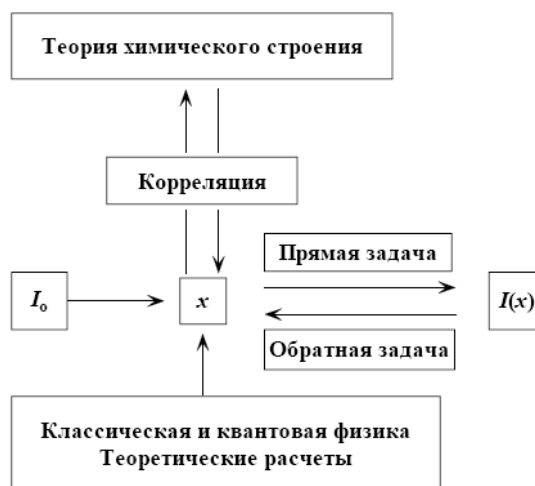 Теория химического строения
Корреляция
Прямая задача
I₀
x
I(x)
Обратная задача
Классическая и квантовая физика
Теоретические расчеты